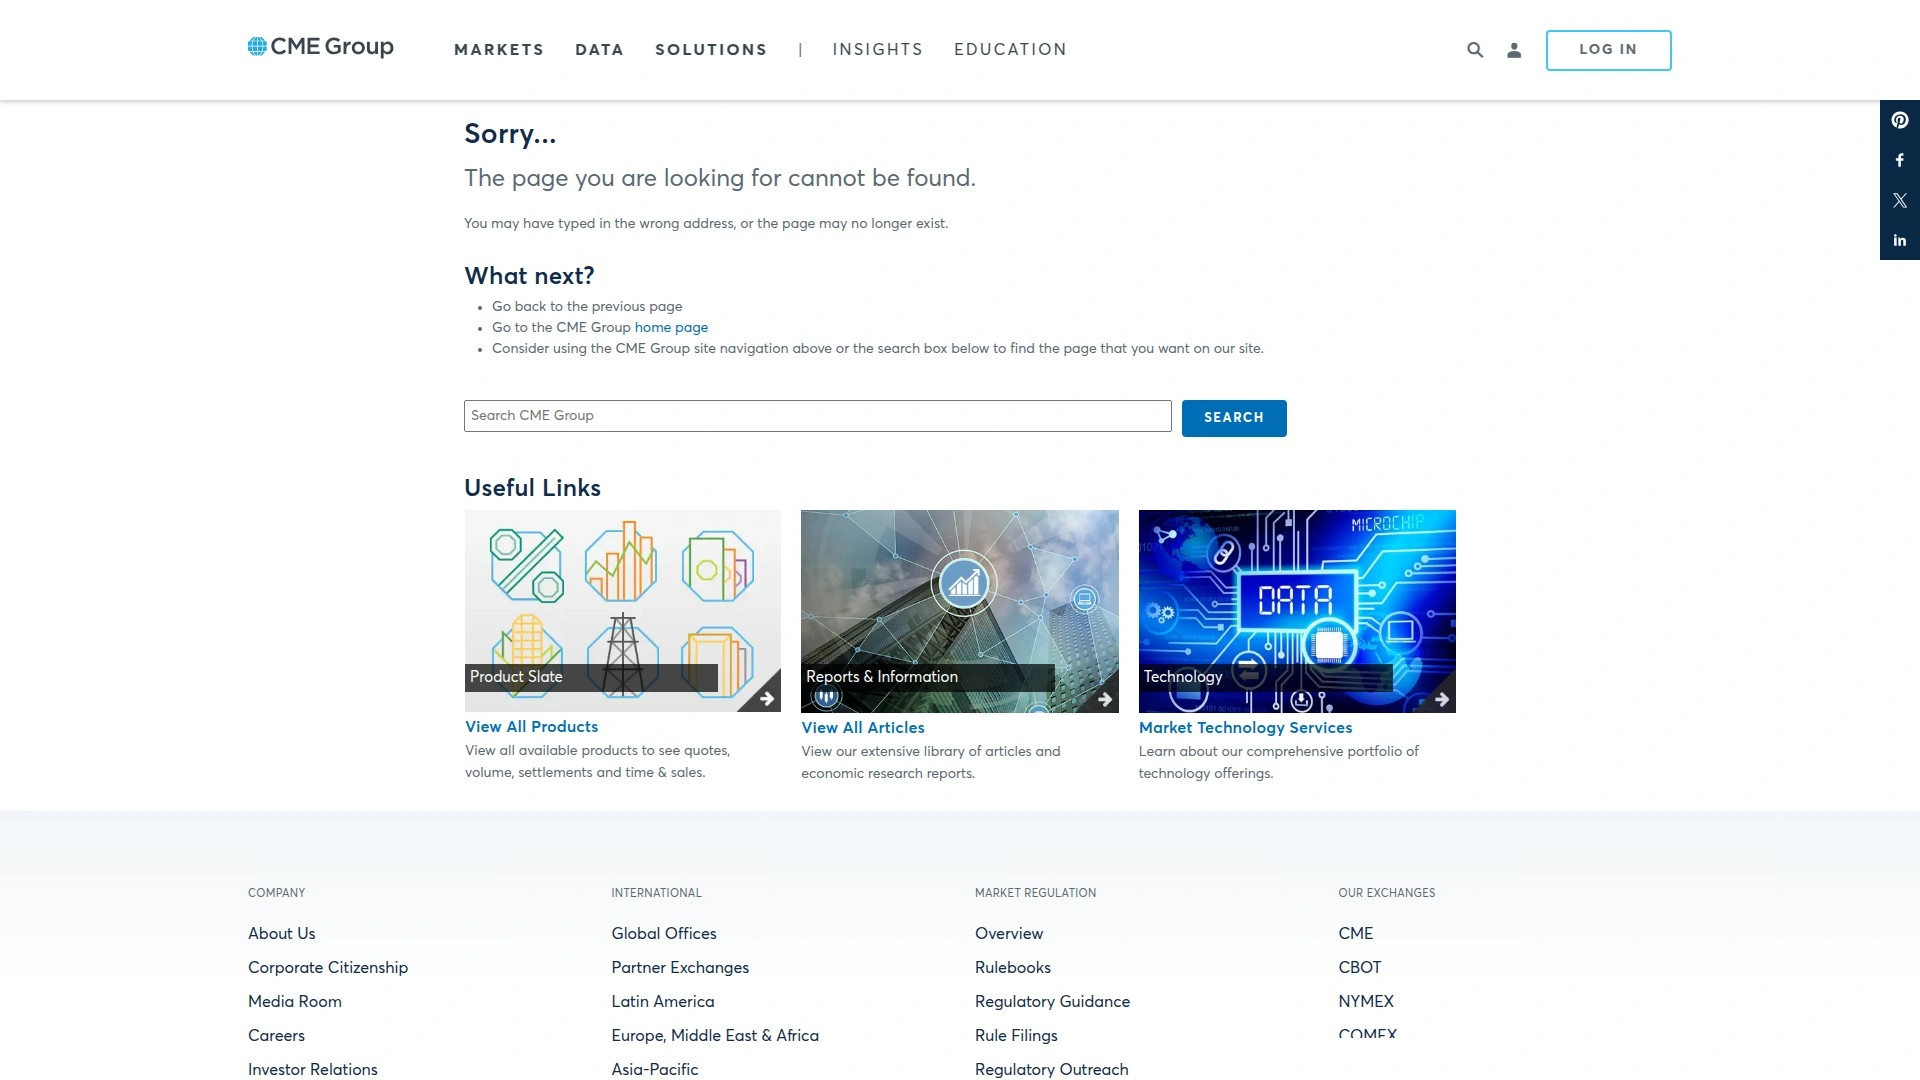 CME Group
MARKETS DATA SOLUTIONS | INSIGHTS EDUCATION
LOG IN
Sorry...
The page you are looking for cannot be found.
You may have typed in the wrong address, or the page may no longer exist.
What next?
Go back to the previous page
Go to the CME Group home page
Consider using the CME Group site navigation above or the search box below to find the page that you want on our site.
Search CME Group
SEARCH
Useful Links
MICROCHIP
DATA
Product Slate
Reports & Information
Technology
View All Products
View all available products to see quotes,
volume, settlements and time & sales.
View All Articles
View our extensive library of articles and
economic research reports.
Market Technology Services
Learn about our comprehensive portfolio of
technology offerings.
COMPANY
About Us
Corporate Citizenship
Media Room
Careers
Investor Relations
INTERNATIONAL
Global Offices
Partner Exchanges
Latin America
Europe, Middle East & Africa
Asia-Pacific
MARKET REGULATION
Overview
Rulebooks
Regulatory Guidance
Rule Filings
Regulatory Outreach
OUR EXCHANGES
CME
CBOT
NYMEX
COMEX